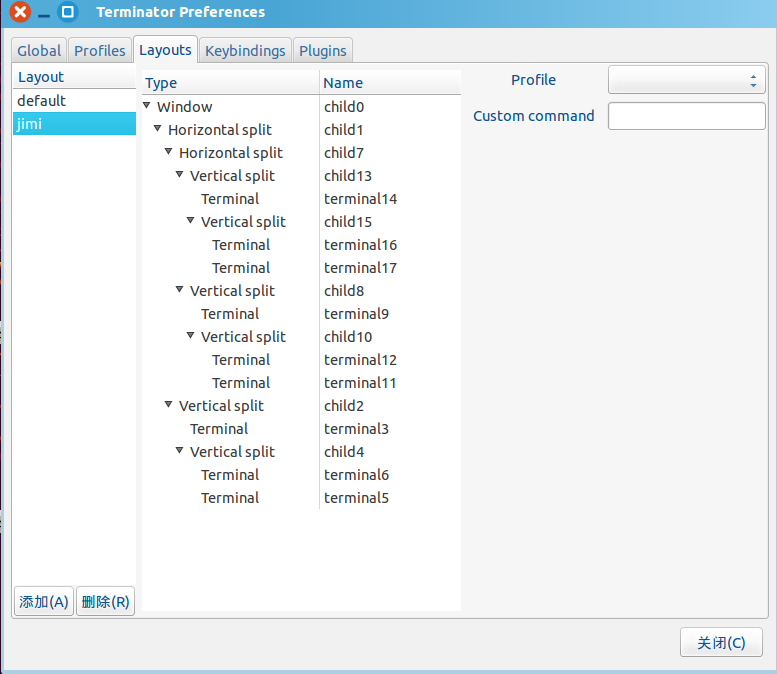 Terminator Preferences
Global Profiles Layouts Keybindings Plugins
Layout
default
jimi
添加(A) 删除(R)
Type Name
Window child0
Horizontal split child1
Horizontal split child7
Vertical split child13
Terminal terminal14
Vertical split child15
Terminal terminal16
Terminal terminal17
Vertical split child8
Terminal terminal9
Vertical split child10
Terminal terminal12
Terminal terminal11
Vertical split child2
Terminal terminal3
Vertical split child4
Terminal terminal6
Terminal terminal5
Profile
Custom command
关闭(C)